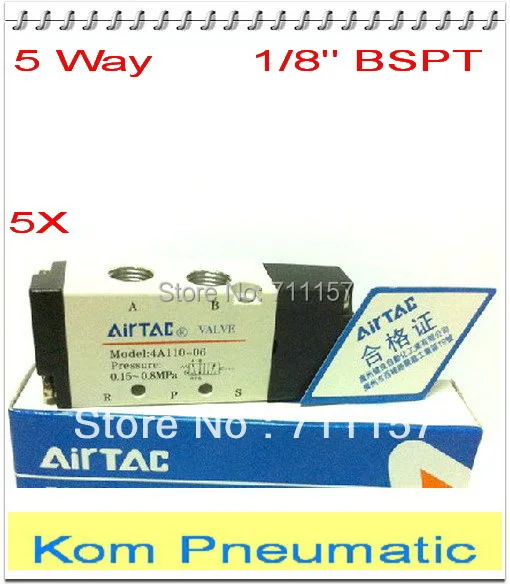 5 Way 1/8" BSPT
5X
Store No : 711157
A B
AirTAC ® VALVE
Model:4A110-06
Pressure:
0.15~0.8MPa
R P S
AirTAC
合格证
Store No : 711157
AirTAC
Kom Pneumatic